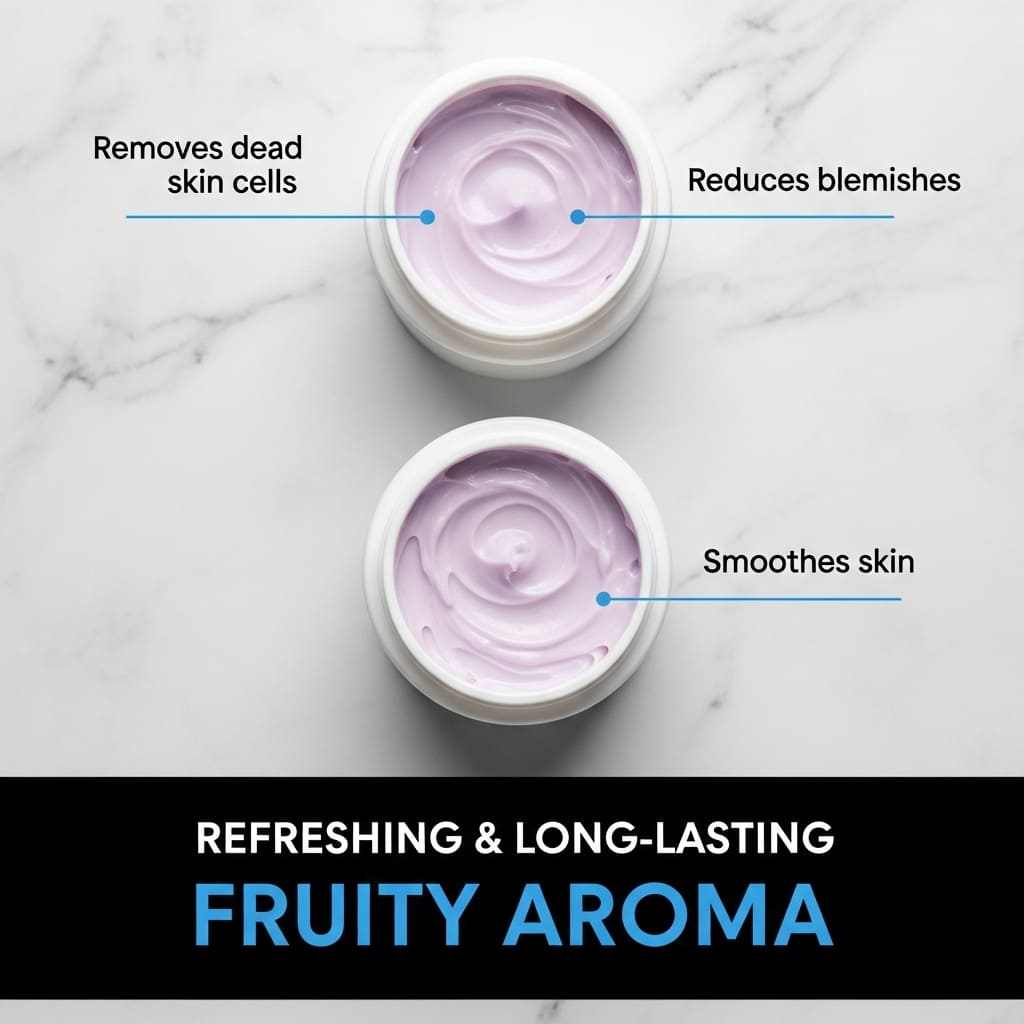 Removes dead
skin cells
Reduces blemishes
Smoothes skin
REFRESHING & LONG-LASTING
FRUITY AROMA